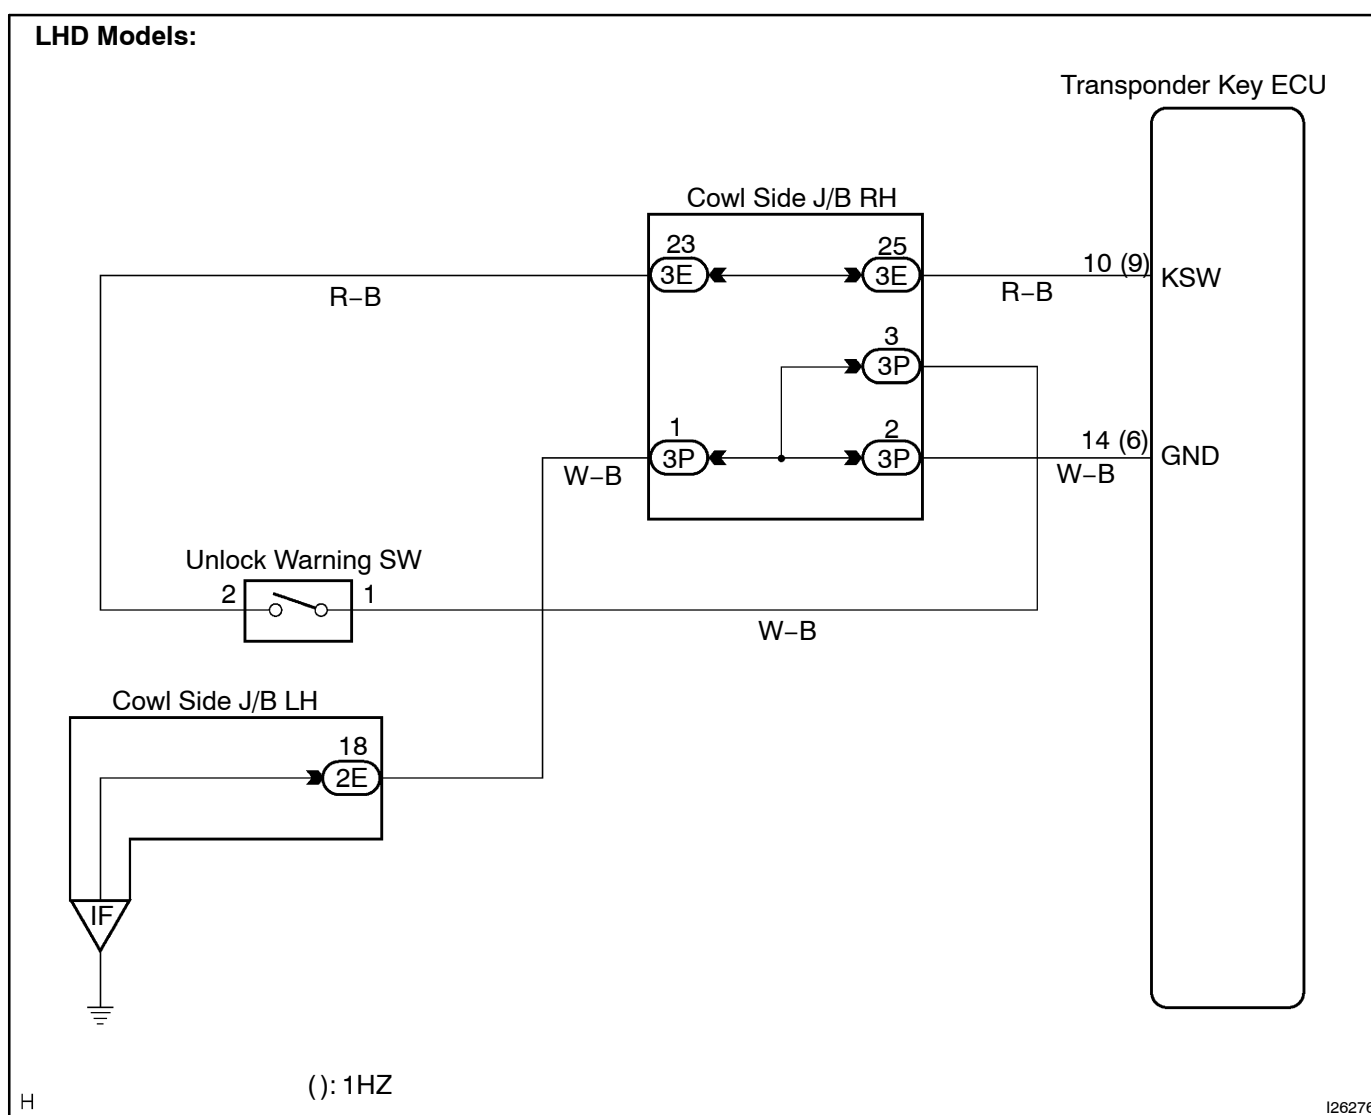 LHD Models:
Transponder Key ECU
Cowl Side J/B RH
23
25
3E
3E
10 (9)
KSW
R–B
R–B
3
3P
1
2
14 (6)
3P
3P
GND
W–B
W–B
Unlock Warning SW
2
1
W–B
Cowl Side J/B LH
18
2E
IF
( ): 1HZ
H
I26276